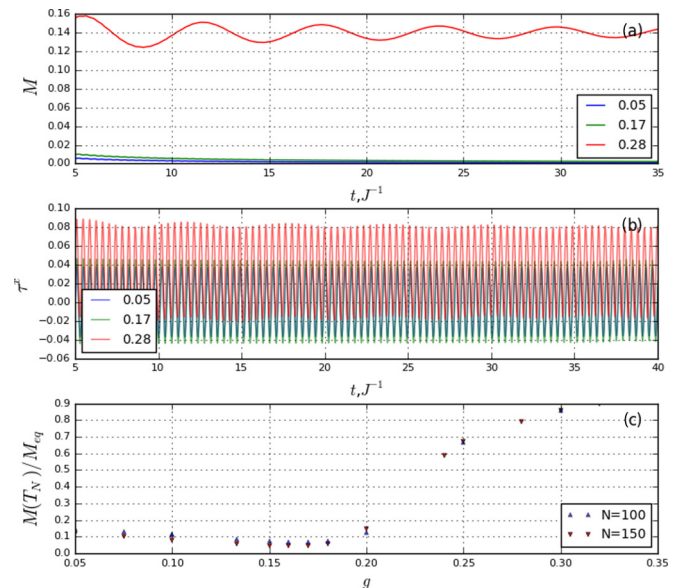 0.16
0.14
0.12
0.10
0.08
0.06
0.04
0.02
0.00
M
(a)
0.05
0.17
0.28
5 10 15 20 25 30 35
t, J⁻¹
0.10
0.08
0.06
0.04
0.02
0.00
−0.02
−0.04
−0.06
τˣ
(b)
0.05
0.17
0.28
5 10 15 20 25 30 35 40
t, J⁻¹
0.9
0.8
0.7
0.6
0.5
0.4
0.3
0.2
0.1
0.0
M(T_N)/M_eq
(c)
N=100
N=150
0.05 0.10 0.15 0.20 0.25 0.30 0.35
g